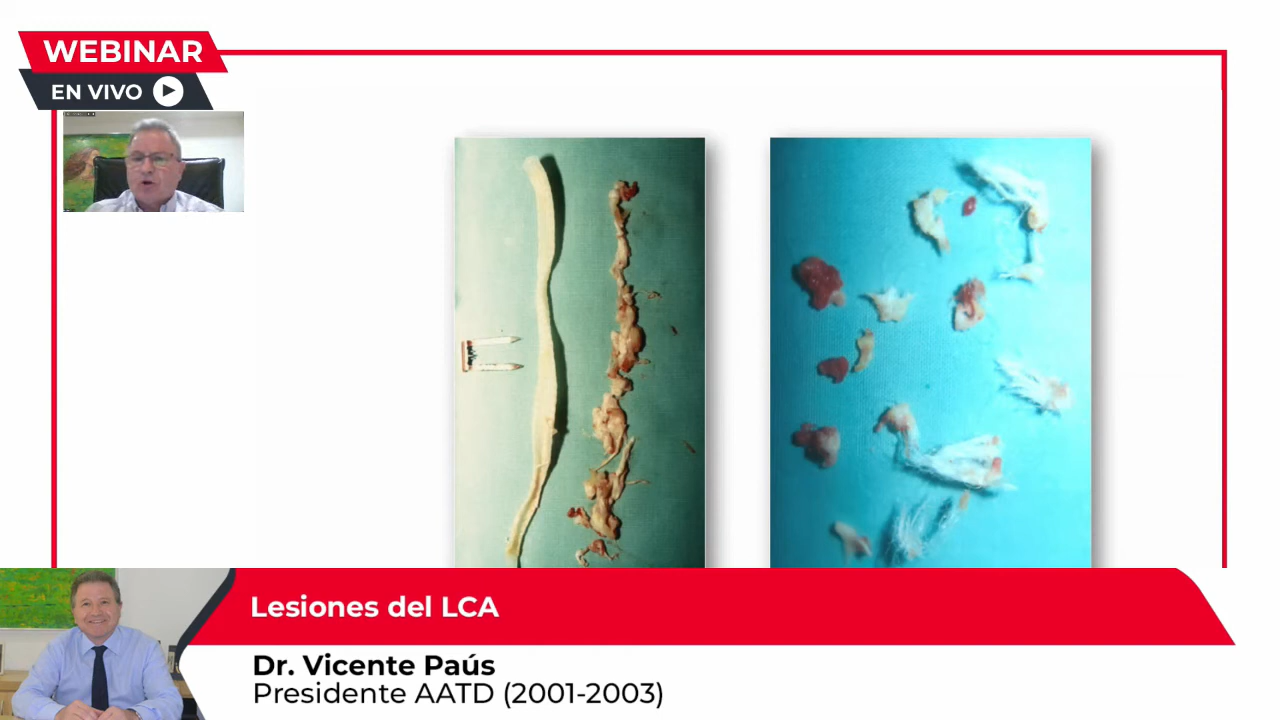 WEBINAR
EN VIVO
Lesiones del LCA
Dr. Vicente Paús
Presidente AATD (2001-2003)